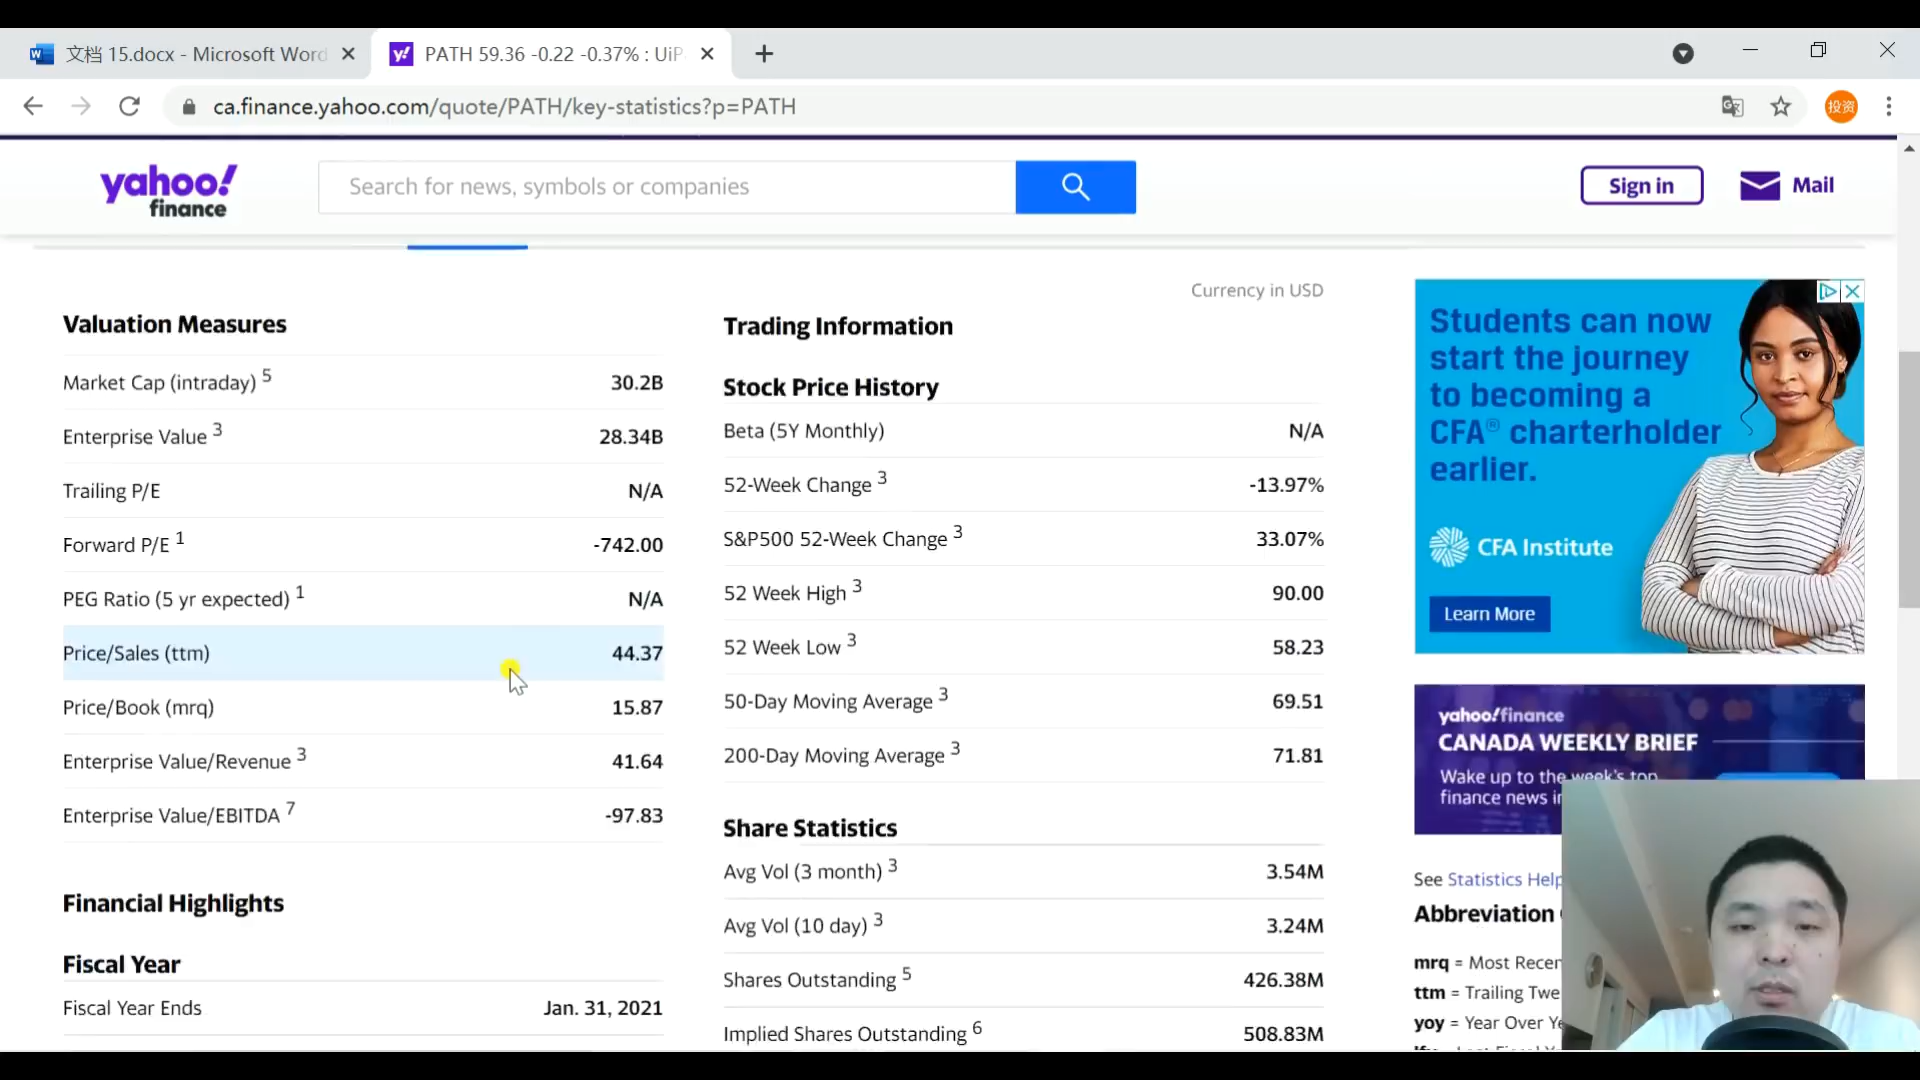 文档 15.docx - Microsoft Word
PATH 59.36 -0.22 -0.37% : UiP
ca.finance.yahoo.com/quote/PATH/key-statistics?p=PATH
投资
yahoo!
finance
Search for news, symbols or companies
Sign in
Mail
Currency in USD
Valuation Measures
Market Cap (intraday) 5 30.2B
Enterprise Value 3 28.34B
Trailing P/E N/A
Forward P/E 1 -742.00
PEG Ratio (5 yr expected) 1 N/A
Price/Sales (ttm) 44.37
Price/Book (mrq) 15.87
Enterprise Value/Revenue 3 41.64
Enterprise Value/EBITDA 7 -97.83
Financial Highlights
Fiscal Year
Fiscal Year Ends Jan. 31, 2021
Trading Information
Stock Price History
Beta (5Y Monthly) N/A
52-Week Change 3 -13.97%
S&P500 52-Week Change 3 33.07%
52 Week High 3 90.00
52 Week Low 3 58.23
50-Day Moving Average 3 69.51
200-Day Moving Average 3 71.81
Share Statistics
Avg Vol (3 month) 3 3.54M
Avg Vol (10 day) 3 3.24M
Shares Outstanding 5 426.38M
Implied Shares Outstanding 6 508.83M
Students can now
start the journey
to becoming a
CFA® charterholder
earlier.
CFA Institute
Learn More
yahoo!finance
CANADA WEEKLY BRIEF
Wake up to the week's top
finance news in
See Statistics Help
Abbreviation
mrq = Most Recen
ttm = Trailing Twe
yoy = Year Over Ye